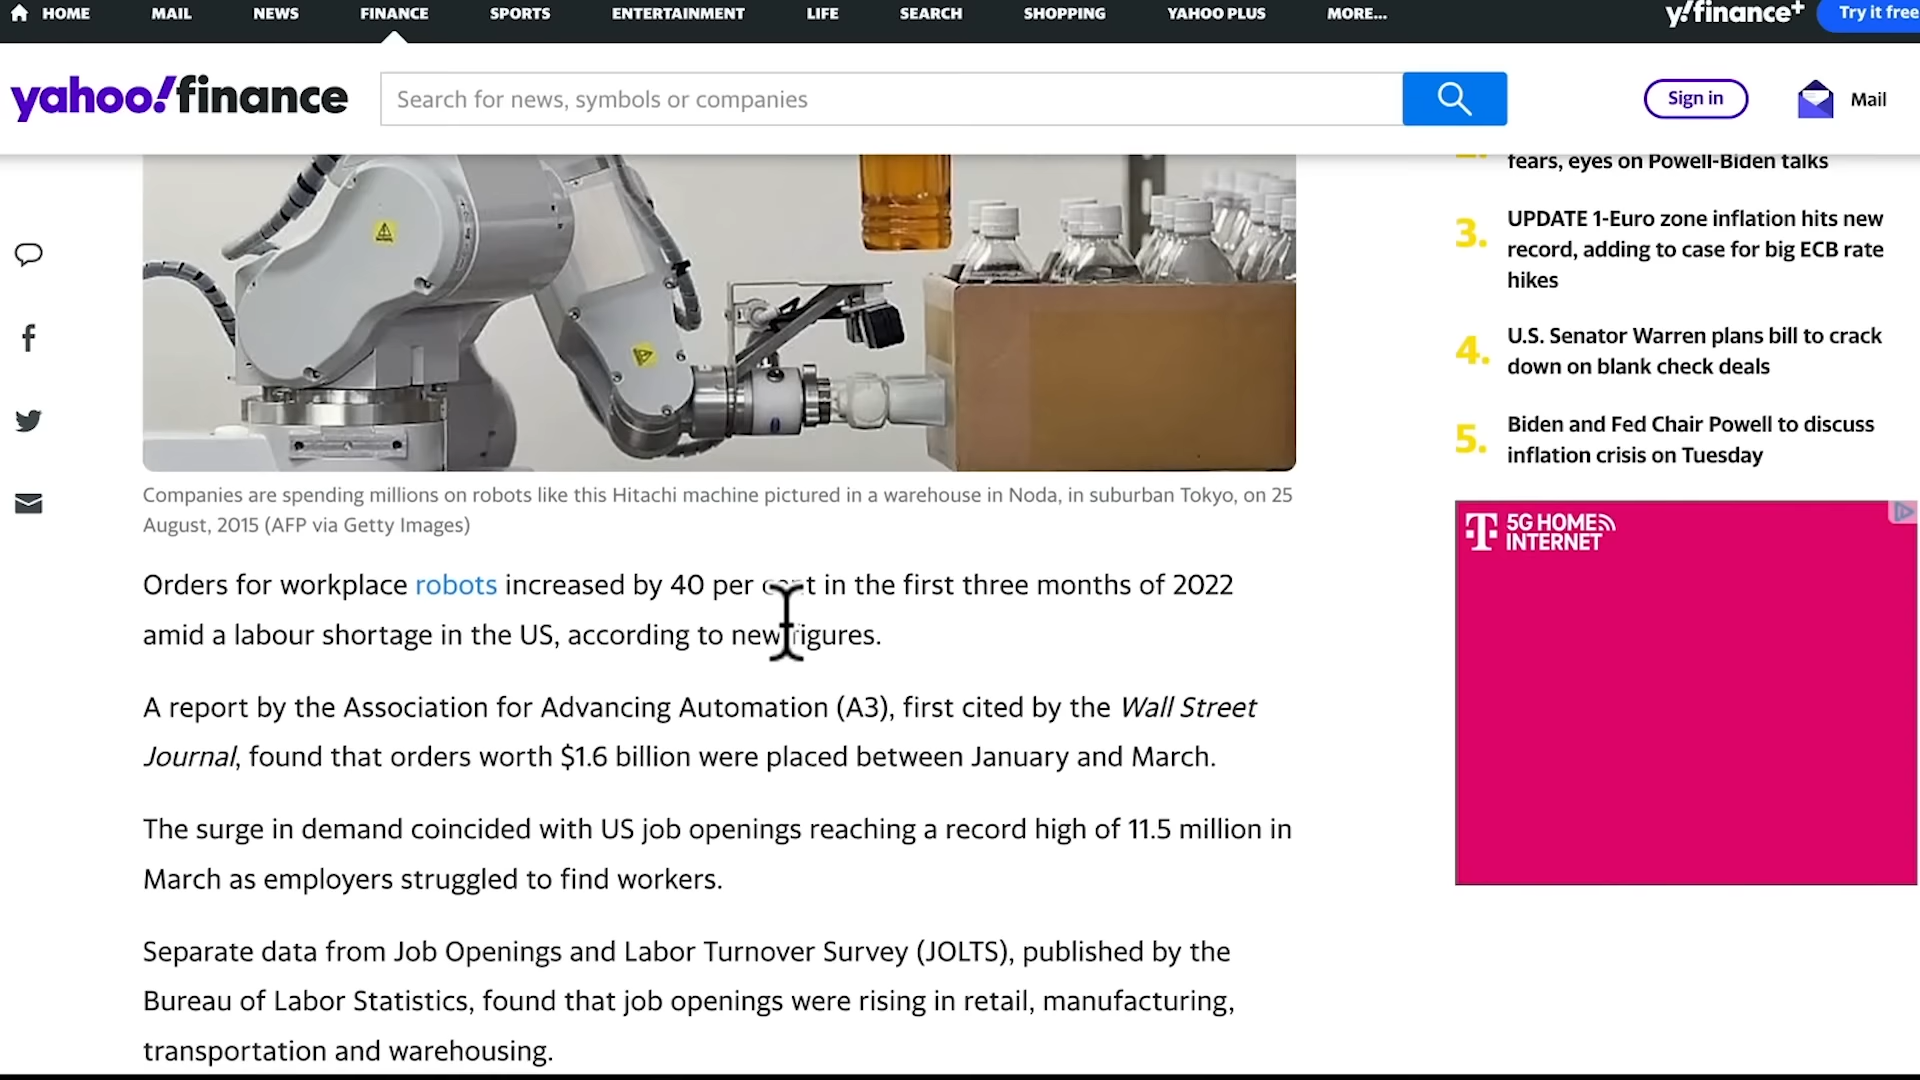 HOME MAIL NEWS FINANCE SPORTS ENTERTAINMENT LIFE SEARCH SHOPPING YAHOO PLUS MORE... y!finance+ Try it free
yahoo!finance Search for news, symbols or companies Sign in Mail
Companies are spending millions on robots like this Hitachi machine pictured in a warehouse in Noda, in suburban Tokyo, on 25
August, 2015 (AFP via Getty Images)
Orders for workplace robots increased by 40 per cent in the first three months of 2022
amid a labour shortage in the US, according to new figures.
A report by the Association for Advancing Automation (A3), first cited by the Wall Street
Journal, found that orders worth $1.6 billion were placed between January and March.
The surge in demand coincided with US job openings reaching a record high of 11.5 million in
March as employers struggled to find workers.
Separate data from Job Openings and Labor Turnover Survey (JOLTS), published by the
Bureau of Labor Statistics, found that job openings were rising in retail, manufacturing,
transportation and warehousing.
fears, eyes on Powell-Biden talks
3. UPDATE 1-Euro zone inflation hits new
record, adding to case for big ECB rate
hikes
4. U.S. Senator Warren plans bill to crack
down on blank check deals
5. Biden and Fed Chair Powell to discuss
inflation crisis on Tuesday
T 5G HOME
INTERNET